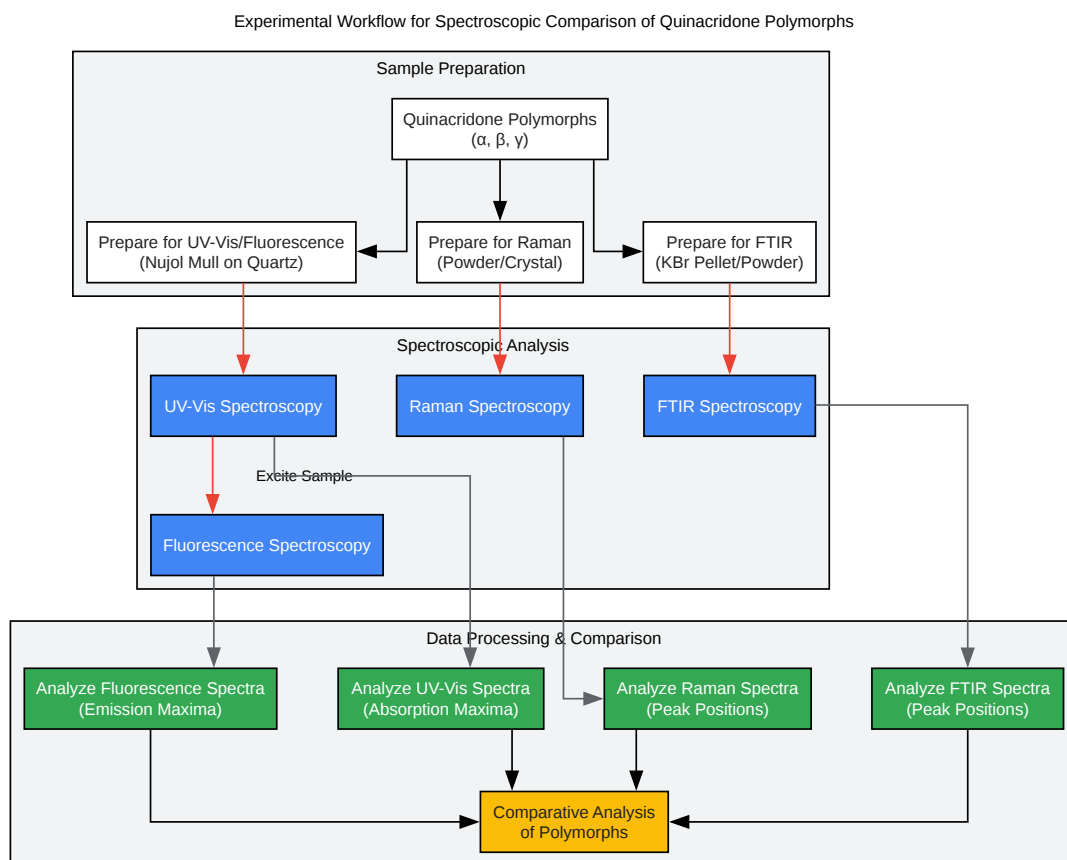 Experimental Workflow for Spectroscopic Comparison of Quinacridone Polymorphs
Sample Preparation
Quinacridone Polymorphs
(α, β, γ)
Prepare for UV-Vis/Fluorescence
(Nujol Mull on Quartz)
Prepare for Raman
(Powder/Crystal)
Prepare for FTIR
(KBr Pellet/Powder)
Spectroscopic Analysis
UV-Vis Spectroscopy
Raman Spectroscopy
FTIR Spectroscopy
Excite Sample
Fluorescence Spectroscopy
Data Processing & Comparison
Analyze Fluorescence Spectra
(Emission Maxima)
Analyze UV-Vis Spectra
(Absorption Maxima)
Analyze Raman Spectra
(Peak Positions)
Analyze FTIR Spectra
(Peak Positions)
Comparative Analysis
of Polymorphs